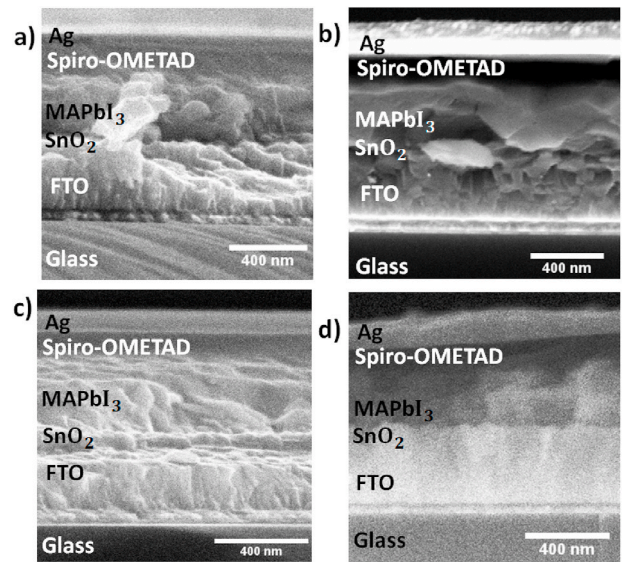 a)
Ag
Spiro-OMETAD
MAPbI₃
SnO₂
FTO
400 nm
Glass
b)
Ag
Spiro-OMETAD
MAPbI₃
SnO₂
FTO
400 nm
Glass
c)
Ag
Spiro-OMETAD
MAPbI₃
SnO₂
FTO
400 nm
Glass
d)
Ag
Spiro-OMETAD
MAPbI₃
SnO₂
FTO
400 nm
Glass